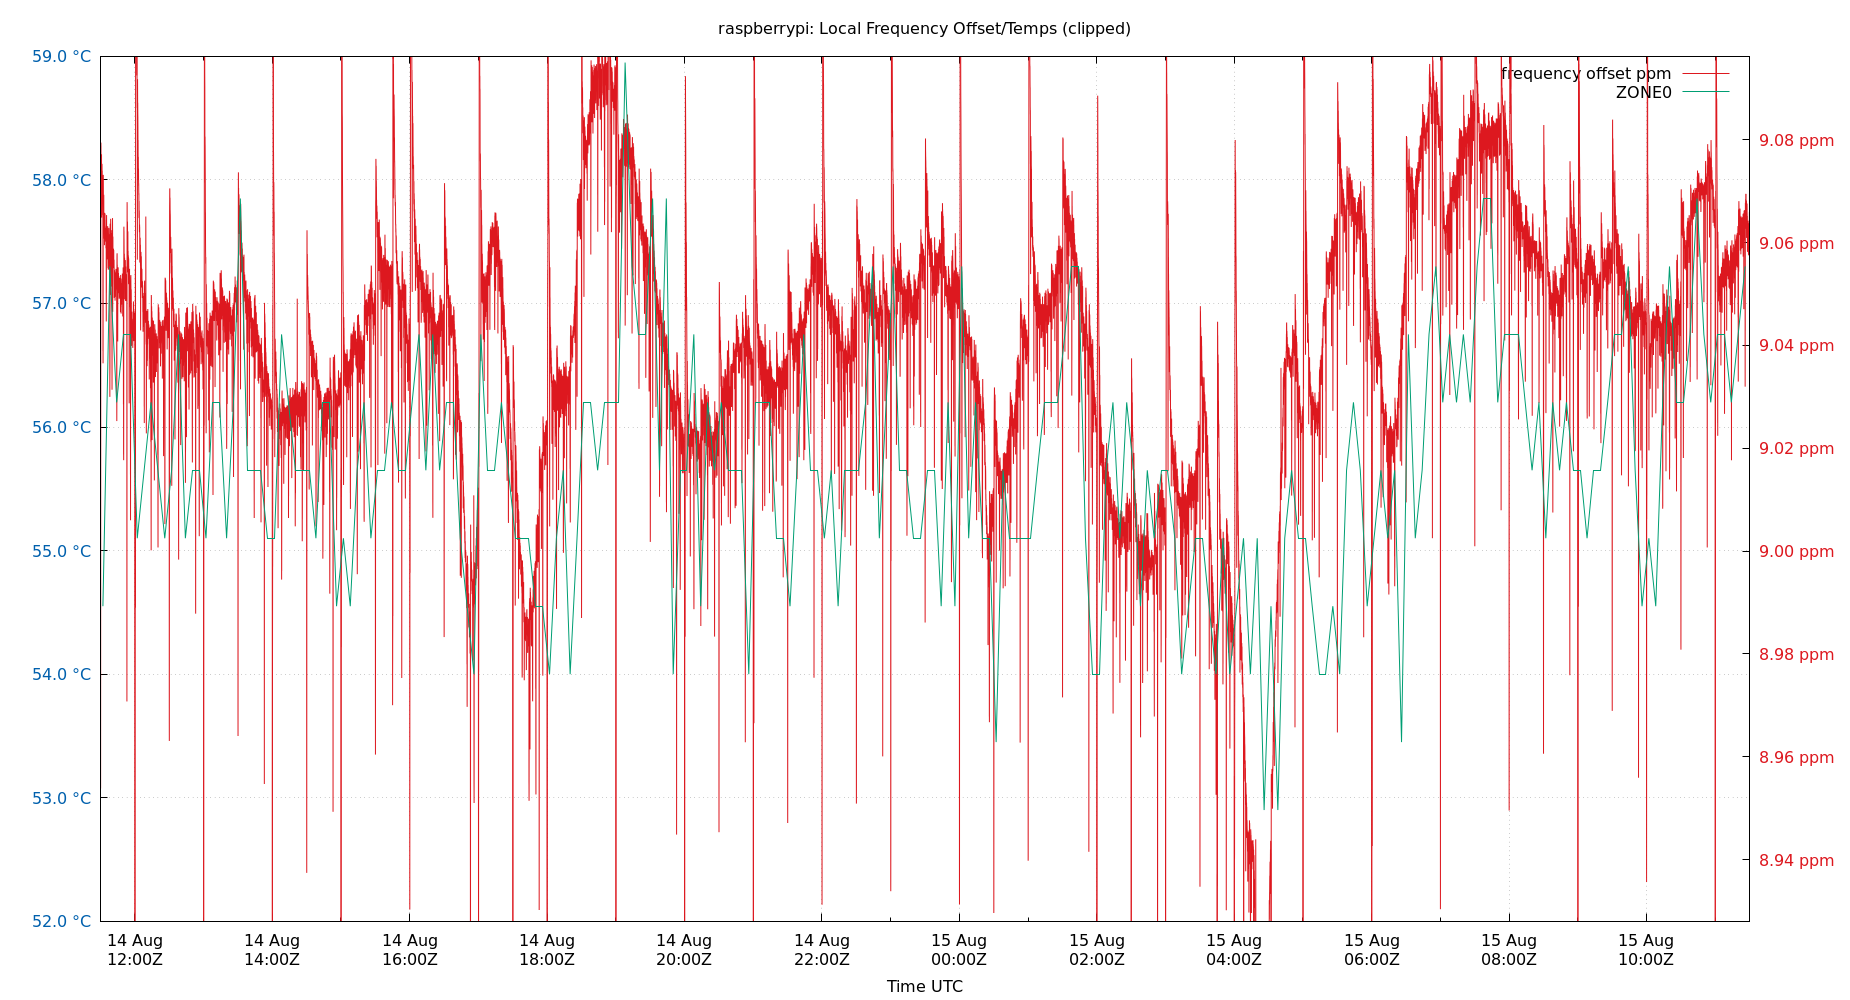 raspberrypi: Local Frequency Offset/Temps (clipped)
59.0 °C
58.0 °C
57.0 °C
56.0 °C
55.0 °C
54.0 °C
53.0 °C
52.0 °C
frequency offset ppm
ZONE0
9.08 ppm
9.06 ppm
9.04 ppm
9.02 ppm
9.00 ppm
8.98 ppm
8.96 ppm
8.94 ppm
14 Aug
12:00Z
14 Aug
14:00Z
14 Aug
16:00Z
14 Aug
18:00Z
14 Aug
20:00Z
14 Aug
22:00Z
15 Aug
00:00Z
15 Aug
02:00Z
15 Aug
04:00Z
15 Aug
06:00Z
15 Aug
08:00Z
15 Aug
10:00Z
Time UTC